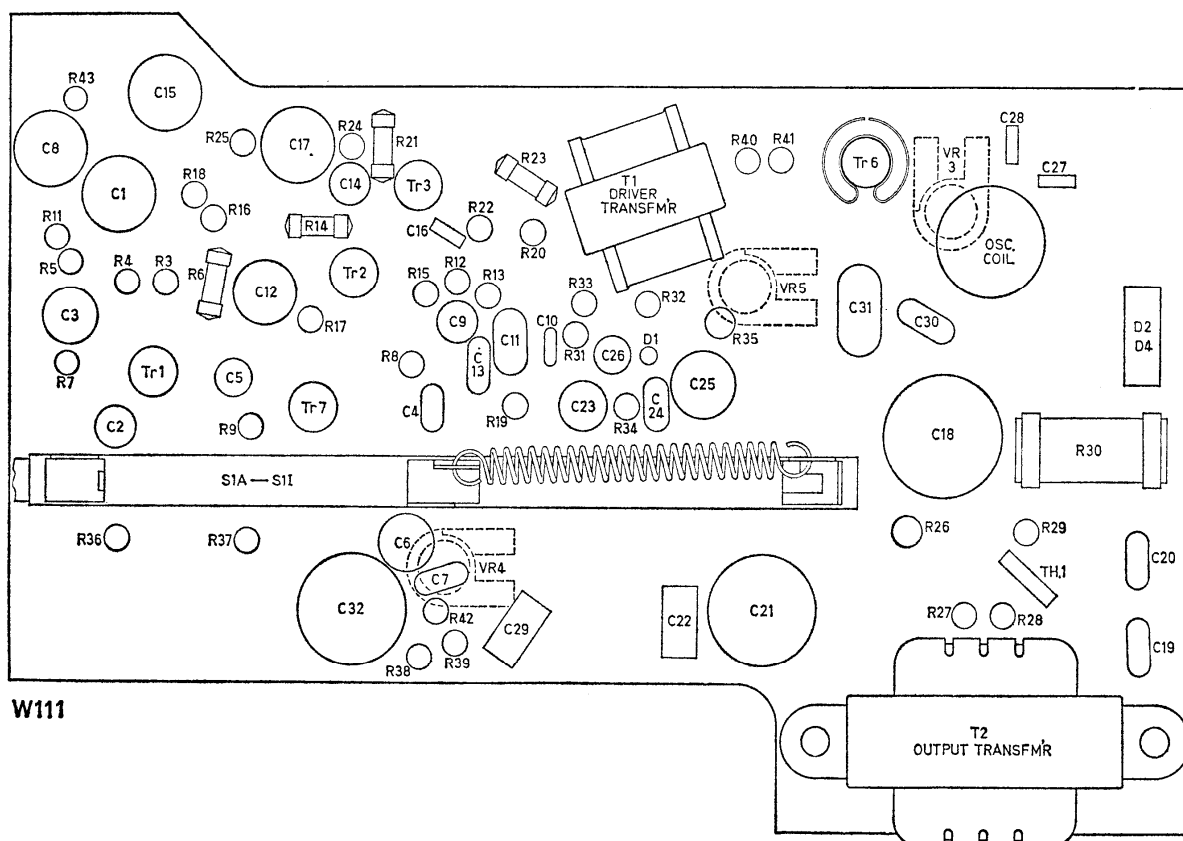 R43
C15
C8
R25
C17
R24
R21
C14
Tr3
R23
T1
DRIVER
TRANSFM'R
R40
R41
Tr6
VR
3
C28
C27
C1
R18
R16
R14
C16
R22
R20
OSC.
COIL
R11
R5
R4
R3
R6
C12
Tr2
R15
R12
R13
R33
R32
VR5
C31
C30
C3
R17
C9
C11
C10
R31
C26
D1
R35
D2
D4
R7
Tr1
C5
Tr7
R8
C
13
C4
R19
C23
R34
C
24
C25
C2
R9
C18
R30
S1A — S1I
R36
R37
C6
VR4
C7
R26
R29
C20
TH.1
C32
R42
C29
C22
C21
R27
R28
R38
R39
C19
W111
T2
OUTPUT TRANSFM'R